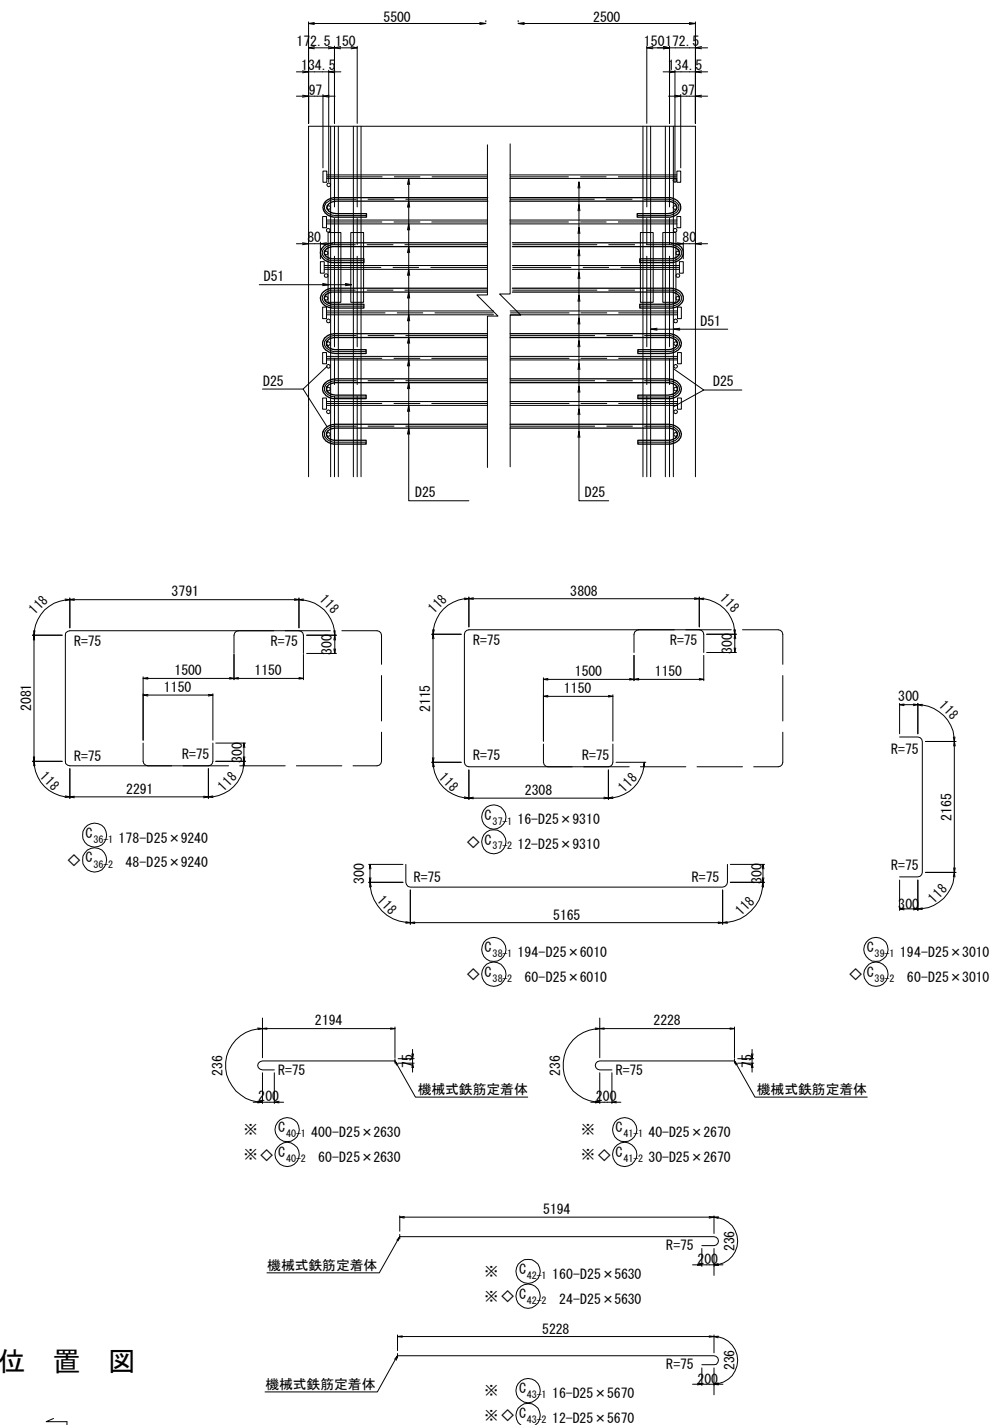 5500 2500
172.5 150 150 172.5
134.5 134.5
97 97
80 80
D51
D51
D25 D25
D25 D25
3791
118 118
R=75 R=75
300
1500 1150
1150
2081
R=75 R=75
300
118 2291 118
C36-1 178-D25×9240
◇C36-2 48-D25×9240
3808
118 118
R=75 R=75
300
1500 1150
1150
2115
R=75 R=75
300
118 2308 118
C37-1 16-D25×9310
◇C37-2 12-D25×9310
300
118
R=75
2165
R=75
300 118
C39-1 194-D25×3010
◇C39-2 60-D25×3010
300 R=75 R=75 300
118 5165 118
C38-1 194-D25×6010
◇C38-2 60-D25×6010
2194
236 R=75 75
200
機械式鉄筋定着体
※ C40-1 400-D25×2630
※◇C40-2 60-D25×2630
2228
236 R=75 75
200
機械式鉄筋定着体
※ C41-1 40-D25×2670
※◇C41-2 30-D25×2670
5194
R=75 236
200
機械式鉄筋定着体
※ C42-1 160-D25×5630
※◇C42-2 24-D25×5630
5228
R=75 236
200
機械式鉄筋定着体
※ C43-1 16-D25×5670
※◇C43-2 12-D25×5670
位置図